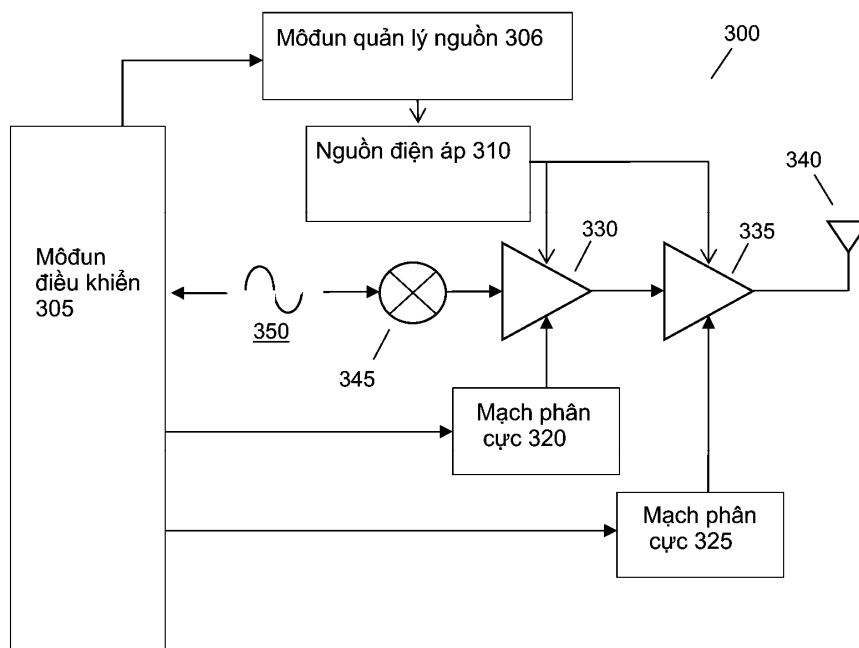 Môđun quản lý nguồn 306
300
Nguồn điện áp 310
340
330
335
Môđun
điều khiển
305
350
345
Mạch phân
cực 320
Mạch phân
cực 325